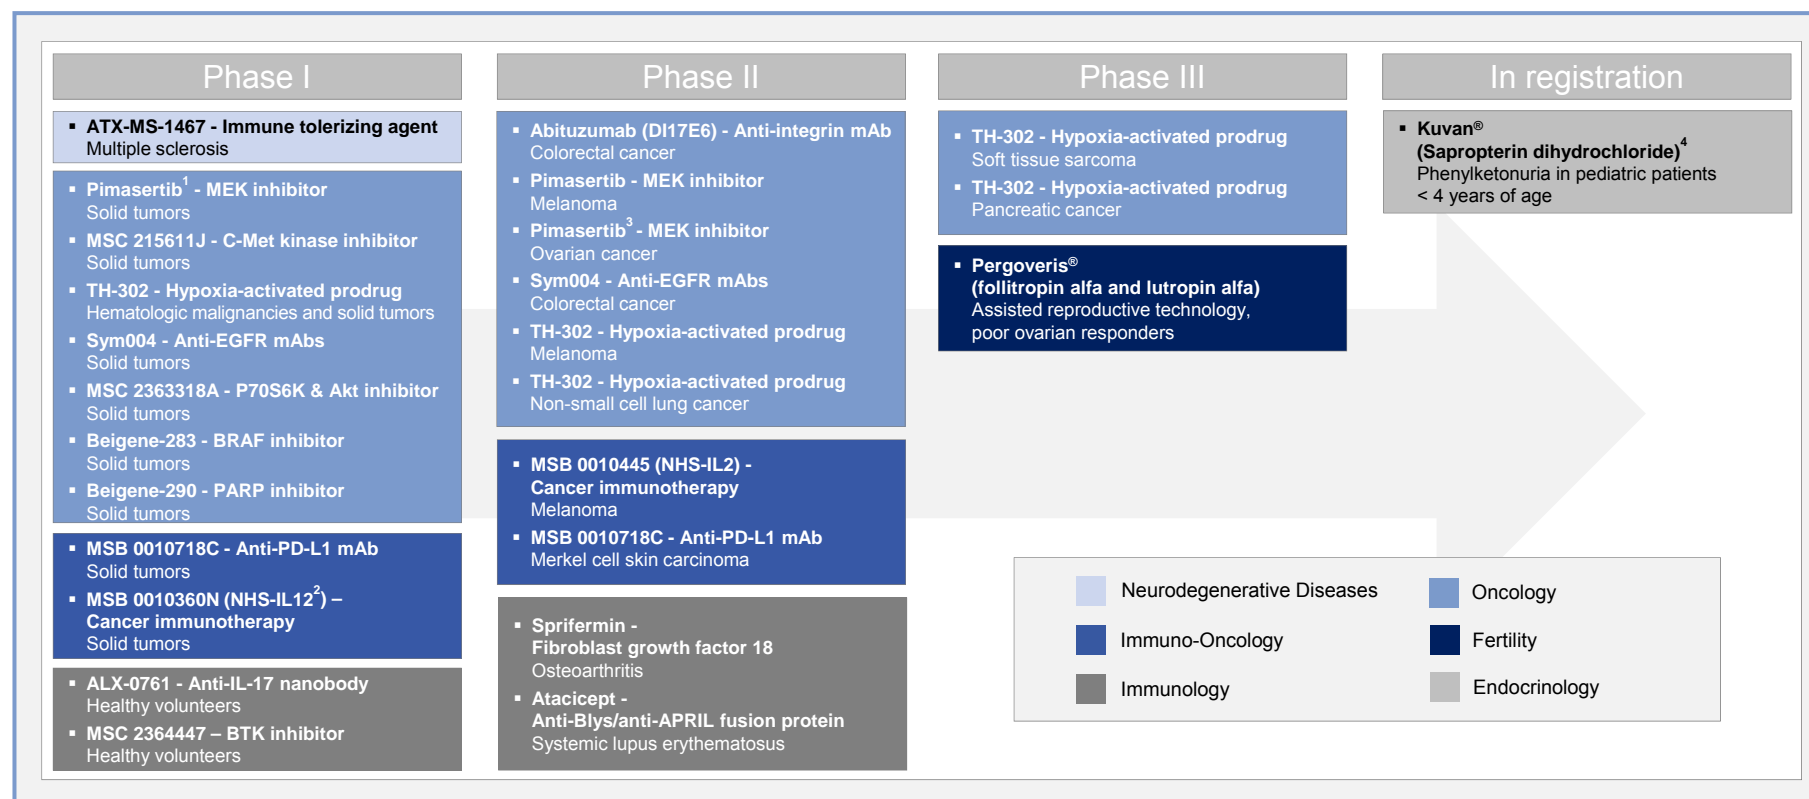 Phase I
▪ ATX-MS-1467 - Immune tolerizing agent
Multiple sclerosis
▪ Pimasertib¹ - MEK inhibitor
Solid tumors
▪ MSC 215611J - C-Met kinase inhibitor
Solid tumors
▪ TH-302 - Hypoxia-activated prodrug
Hematologic malignancies and solid tumors
▪ Sym004 - Anti-EGFR mAbs
Solid tumors
▪ MSC 2363318A - P70S6K & Akt inhibitor
Solid tumors
▪ Beigene-283 - BRAF inhibitor
Solid tumors
▪ Beigene-290 - PARP inhibitor
Solid tumors
▪ MSB 0010718C - Anti-PD-L1 mAb
Solid tumors
▪ MSB 0010360N (NHS-IL12²) –
Cancer immunotherapy
Solid tumors
▪ ALX-0761 - Anti-IL-17 nanobody
Healthy volunteers
▪ MSC 2364447 – BTK inhibitor
Healthy volunteers
Phase II
▪ Abituzumab (DI17E6) - Anti-integrin mAb
Colorectal cancer
▪ Pimasertib - MEK inhibitor
Melanoma
▪ Pimasertib³ - MEK inhibitor
Ovarian cancer
▪ Sym004 - Anti-EGFR mAbs
Colorectal cancer
▪ TH-302 - Hypoxia-activated prodrug
Melanoma
▪ TH-302 - Hypoxia-activated prodrug
Non-small cell lung cancer
▪ MSB 0010445 (NHS-IL2) -
Cancer immunotherapy
Melanoma
▪ MSB 0010718C - Anti-PD-L1 mAb
Merkel cell skin carcinoma
▪ Sprifermin -
Fibroblast growth factor 18
Osteoarthritis
▪ Atacicept -
Anti-Blys/anti-APRIL fusion protein
Systemic lupus erythematosus
Phase III
▪ TH-302 - Hypoxia-activated prodrug
Soft tissue sarcoma
▪ TH-302 - Hypoxia-activated prodrug
Pancreatic cancer
▪ Pergoveris®
(follitropin alfa and lutropin alfa)
Assisted reproductive technology,
poor ovarian responders
In registration
▪ Kuvan®
(Sapropterin dihydrochloride)⁴
Phenylketonuria in pediatric patients
< 4 years of age
Neurodegenerative Diseases
Oncology
Immuno-Oncology
Fertility
Immunology
Endocrinology